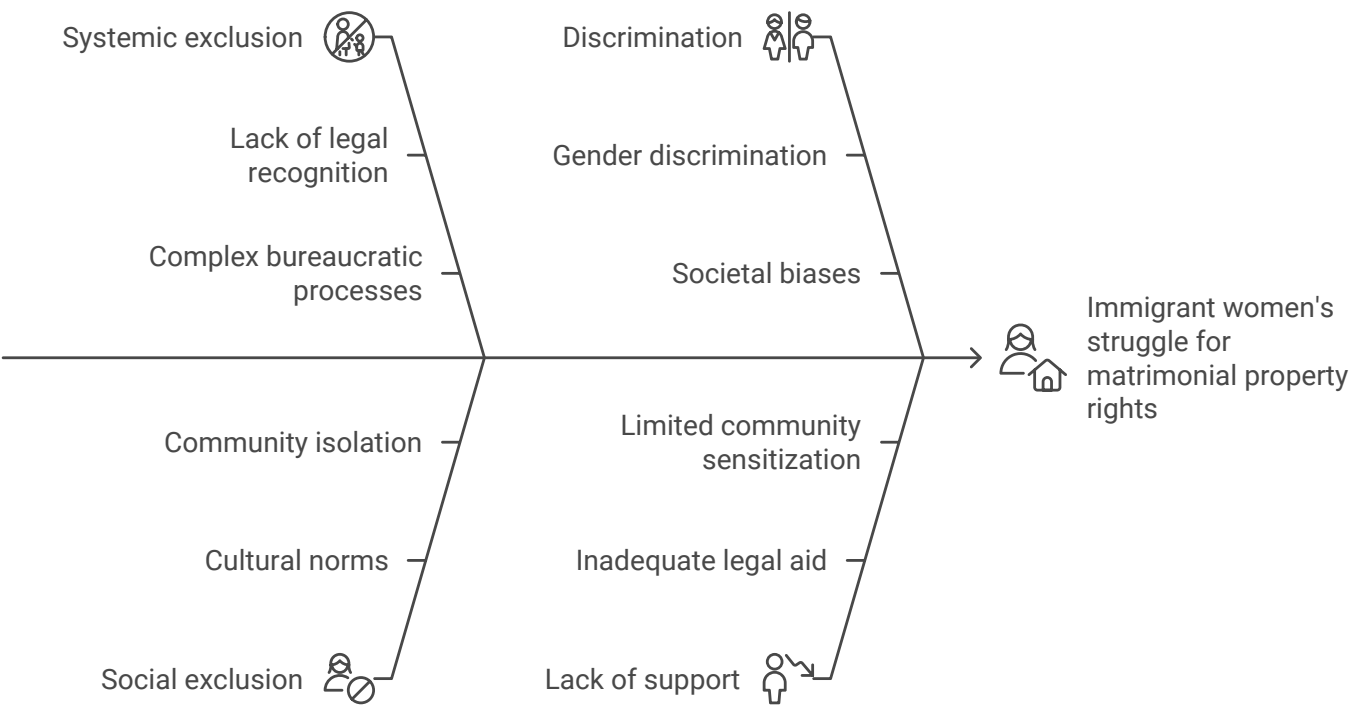 Systemic exclusion
Discrimination
Lack of legal
recognition
Gender discrimination
Complex bureaucratic
processes
Societal biases
Immigrant women's
struggle for
matrimonial property
rights
Community isolation
Limited community
sensitization
Cultural norms
Inadequate legal aid
Social exclusion
Lack of support